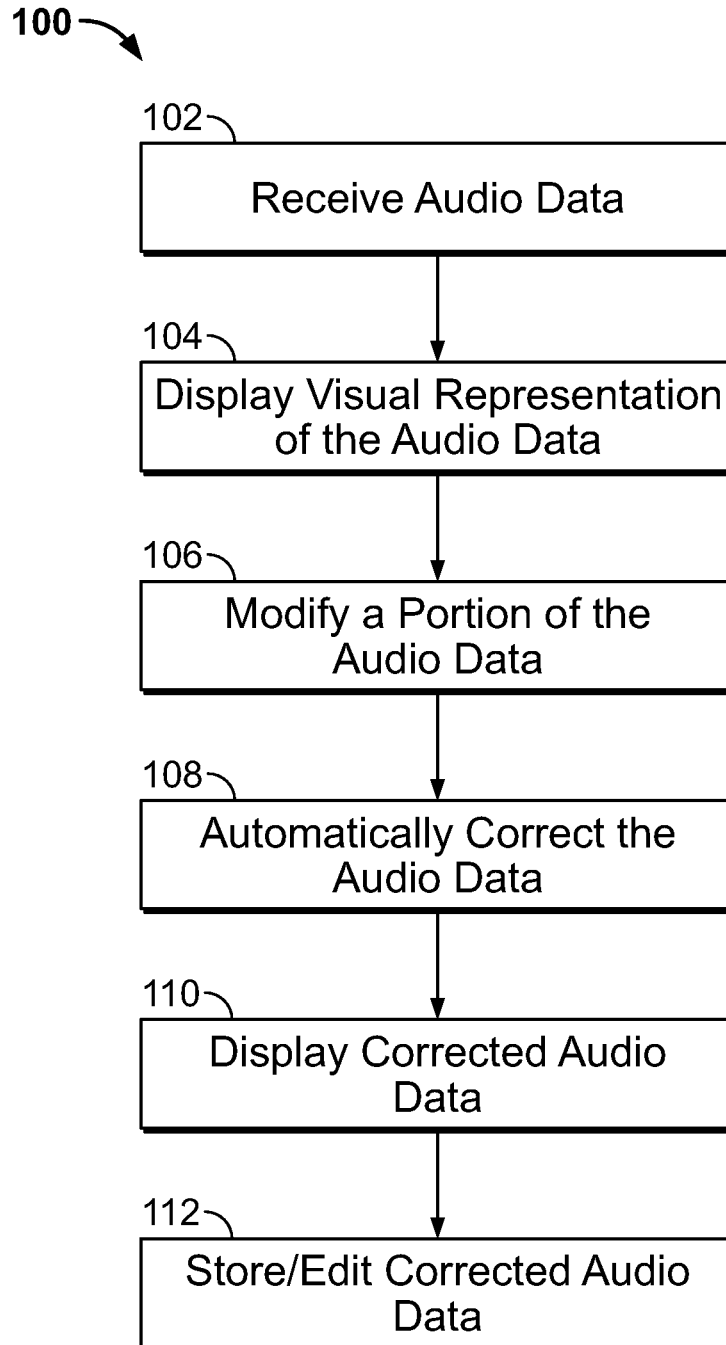 100
102
Receive Audio Data
104
Display Visual Representation
of the Audio Data
106
Modify a Portion of the
Audio Data
108
Automatically Correct the
Audio Data
110
Display Corrected Audio
Data
112
Store/Edit Corrected Audio
Data